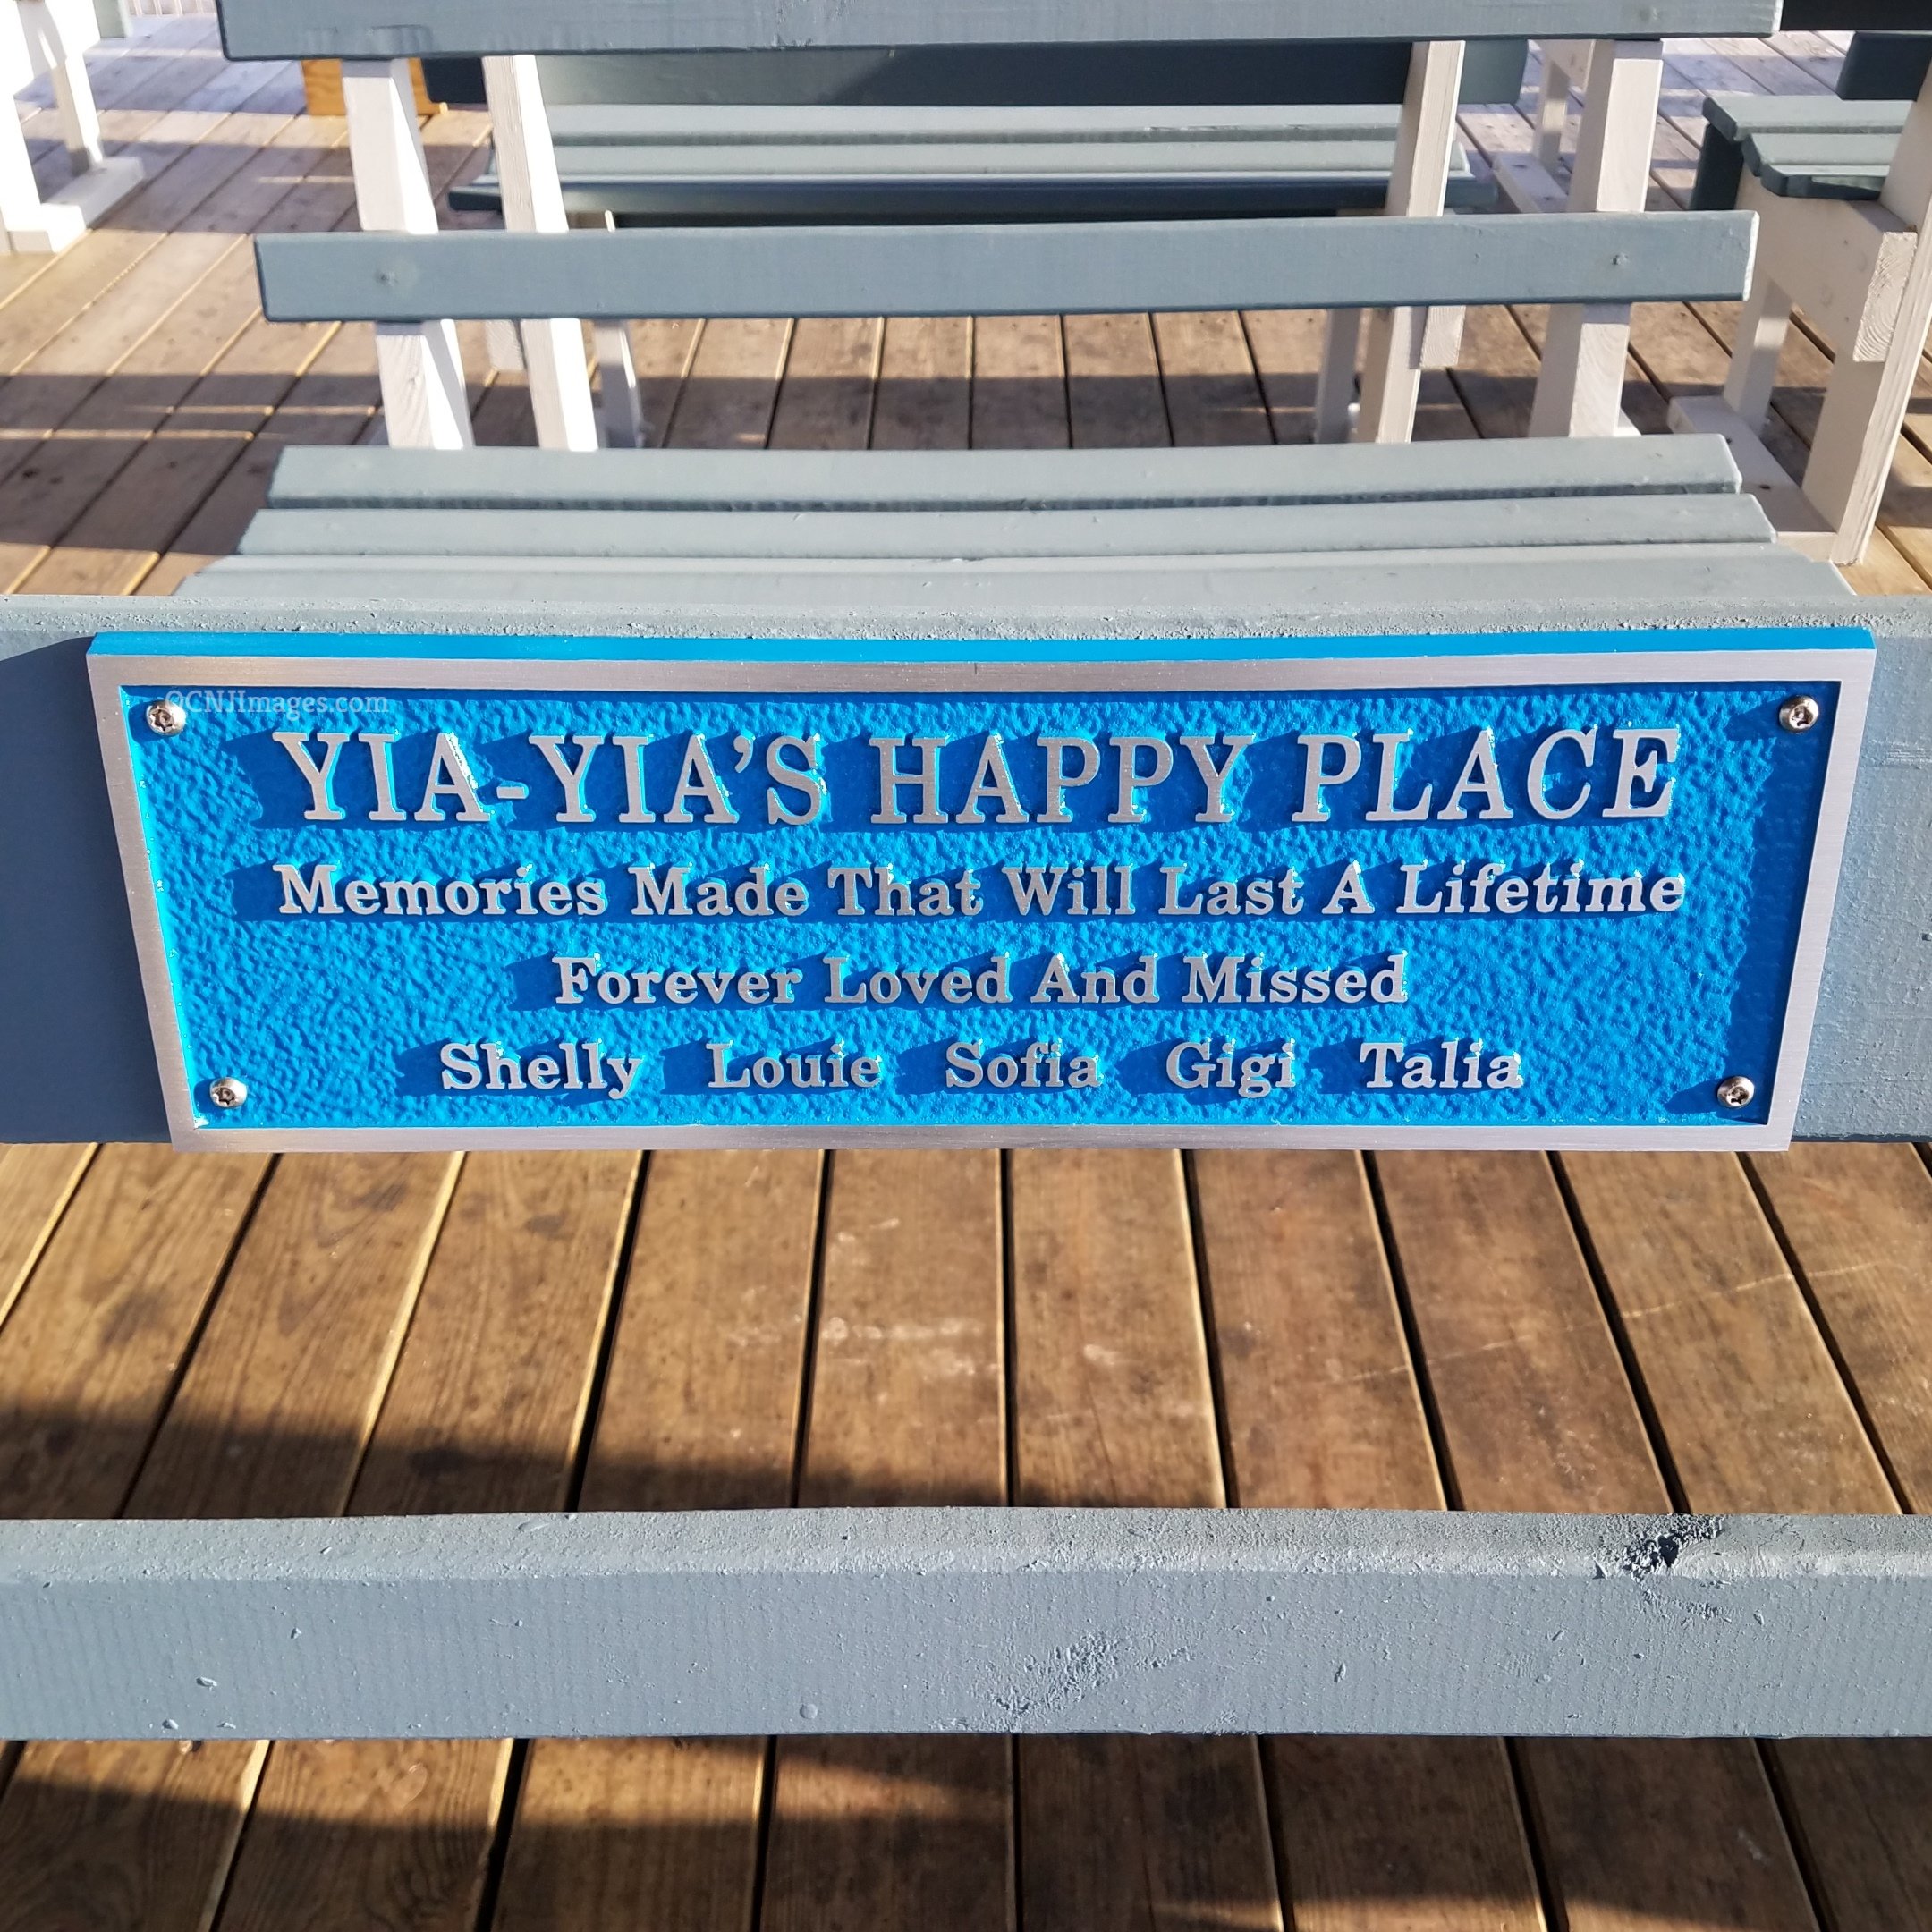 OCNJImages.com
YIA-YIA'S HAPPY PLACE
Memories Made That Will Last A Lifetime
Forever Loved And Missed
Shelly Louie Sofia Gigi Talia